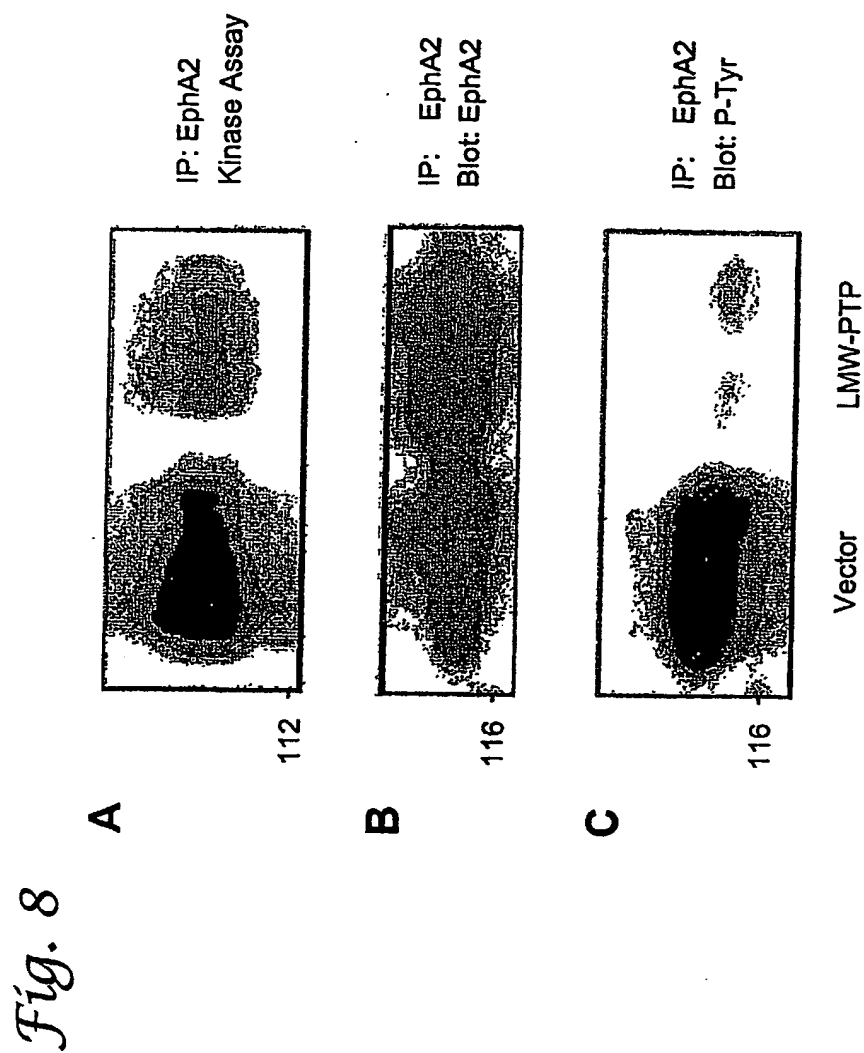 Fig. 8
A
112
IP: EphA2
Kinase Assay
B
116
IP: EphA2
Blot: EphA2
C
116
IP: EphA2
Blot: P-Tyr
Vector
LMW-PTP